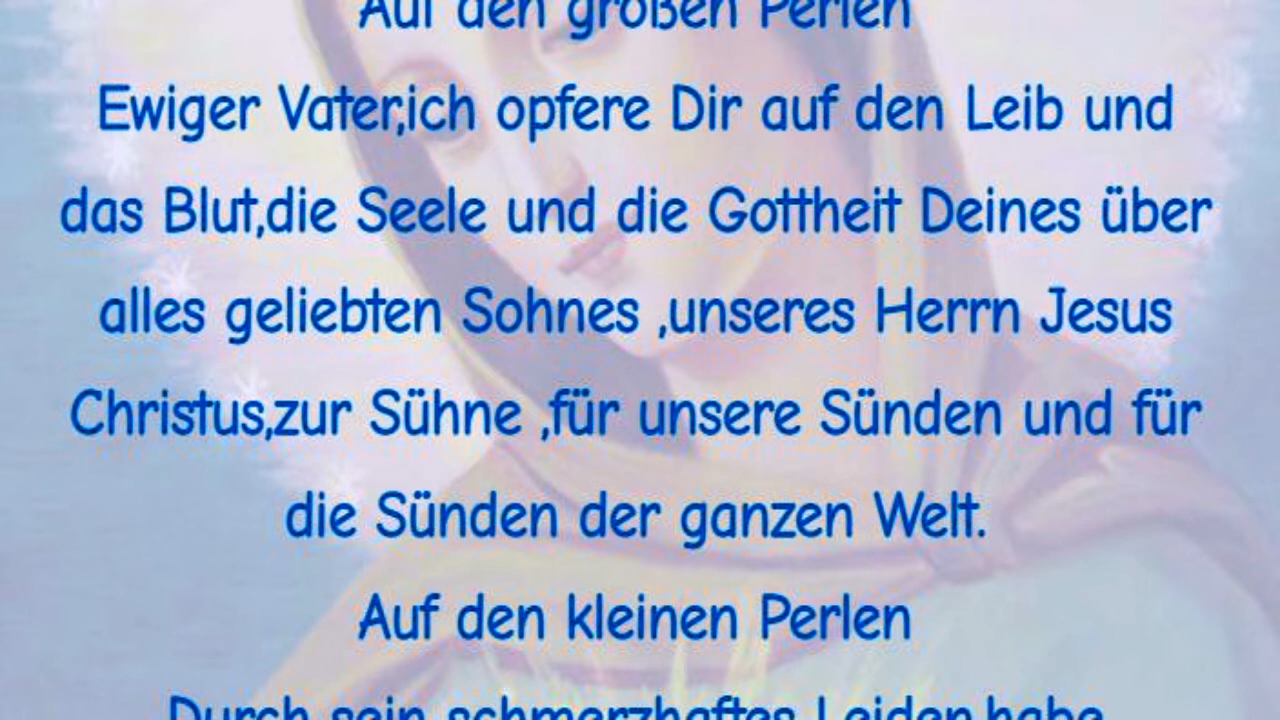 Auf den großen Perlen
Ewiger Vater,ich opfere Dir auf den Leib und
das Blut,die Seele und die Gottheit Deines über
alles geliebten Sohnes ,unseres Herrn Jesus
Christus,zur Sühne ,für unsere Sünden und für
die Sünden der ganzen Welt.
Auf den kleinen Perlen
Durch sein schmerzhaftes Leiden,habe